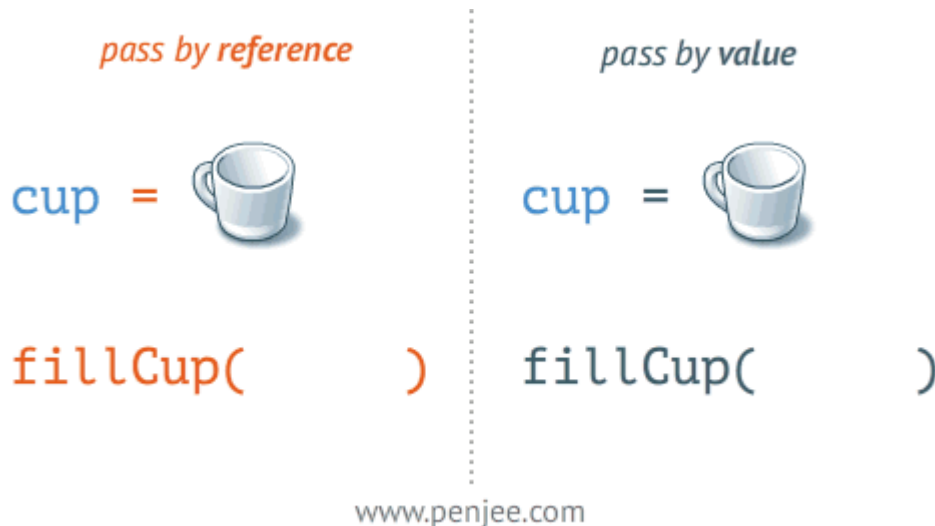 pass by reference
cup =
fillCup( )
pass by value
cup =
fillCup( )
www.penjee.com